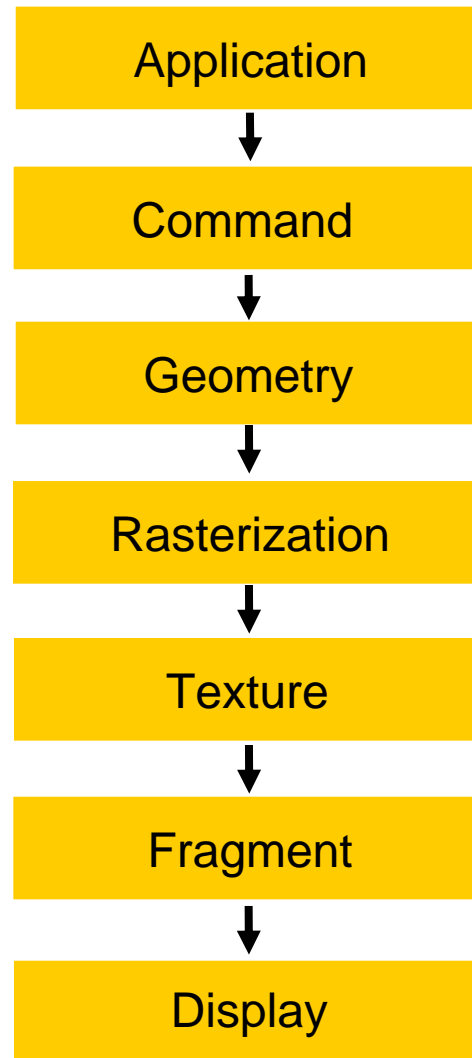 Application
Command
Geometry
Rasterization
Texture
Fragment
Display